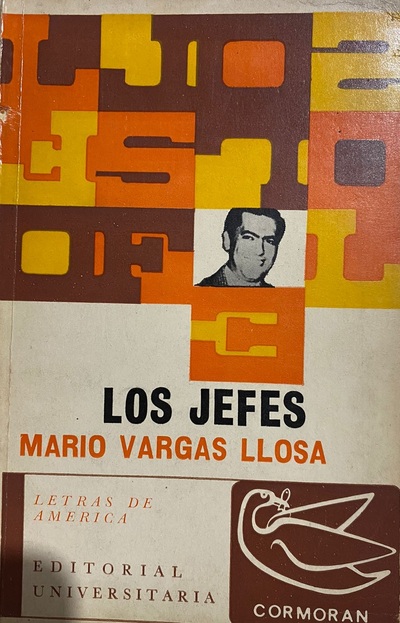 LOS JEFES
MARIO VARGAS LLOSA
LETRAS DE
AMERICA
EDITORIAL
UNIVERSITARIA
CORMORAN